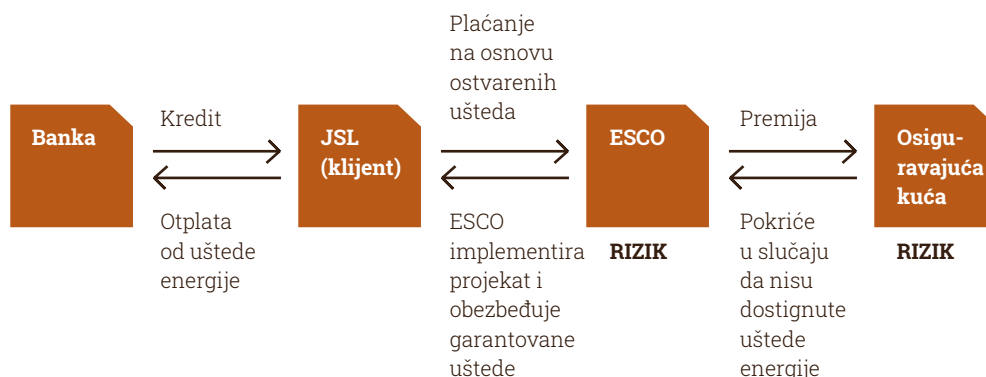 Banka
Kredit
Otplata
od uštede
energije
JSL
(klijent)
Plaćanje
na osnovu
ostvarenih
ušteda
ESCO
implementira
projekat i
obezbeđuje
garantovane
uštede
ESCO
RIZIK
Premija
Pokriće
u slučaju
da nisu
dostignute
uštede
energije
Osigu-
ravajuća
kuća
RIZIK